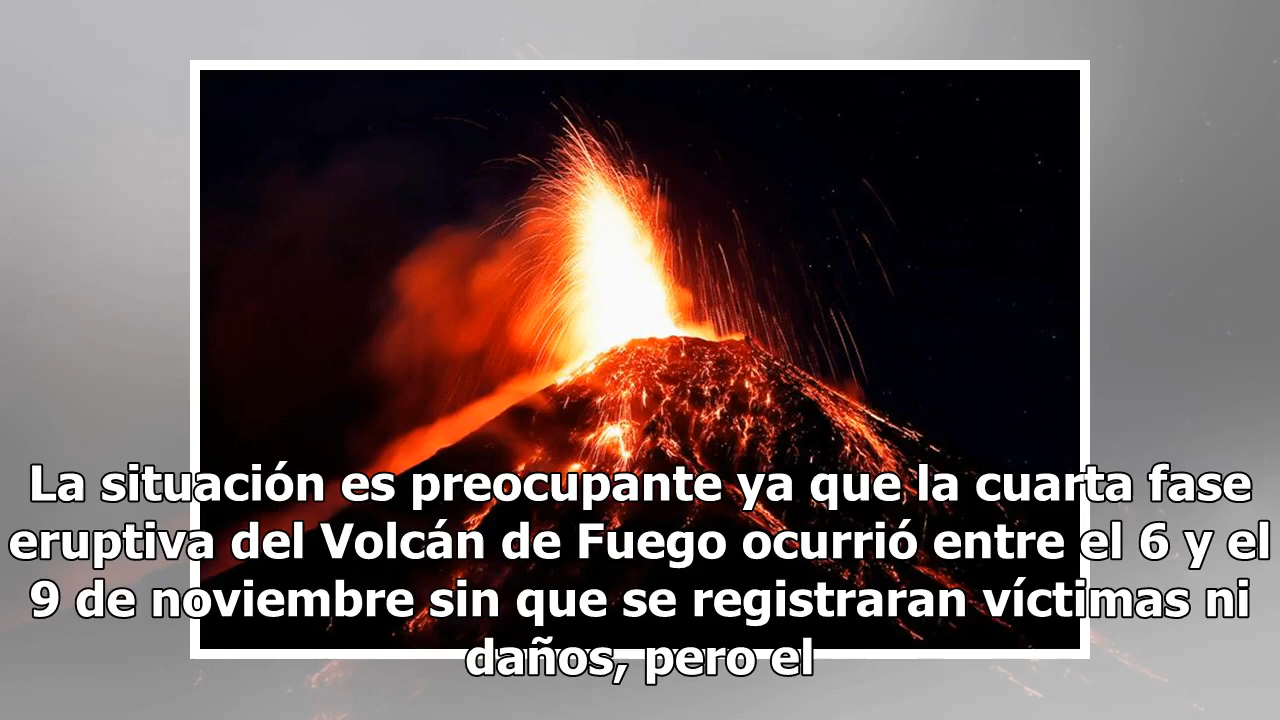 La situación es preocupante ya que la cuarta fase
eruptiva del Volcán de Fuego ocurrió entre el 6 y el
9 de noviembre sin que se registraran víctimas ni
daños, pero el